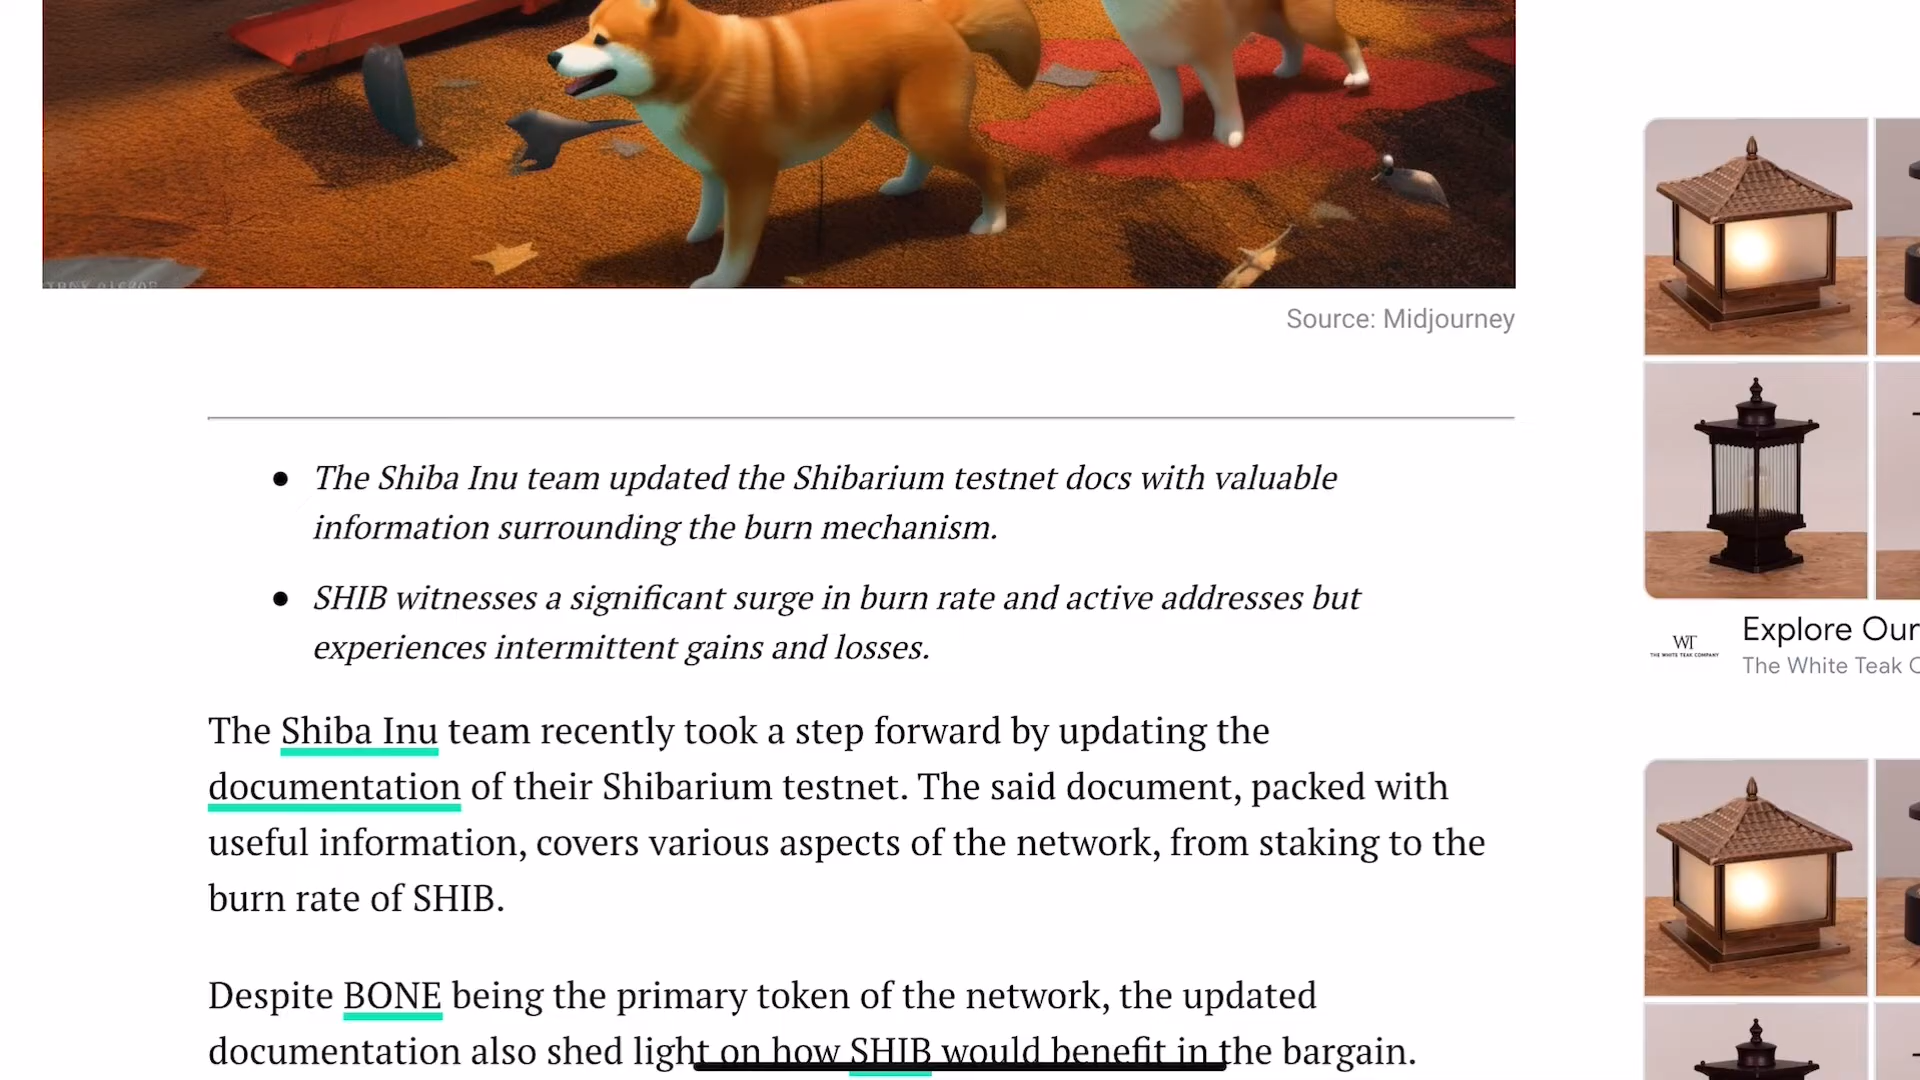 Source: Midjourney
The Shiba Inu team updated the Shibarium testnet docs with valuable
information surrounding the burn mechanism.
SHIB witnesses a significant surge in burn rate and active addresses but
experiences intermittent gains and losses.
The Shiba Inu team recently took a step forward by updating the
documentation of their Shibarium testnet. The said document, packed with
useful information, covers various aspects of the network, from staking to the
burn rate of SHIB.
Despite BONE being the primary token of the network, the updated
documentation also shed light on how SHIB would benefit in the bargain.
Explore Our
The White Teak
WT
THE WHITE TEAK COMPANY